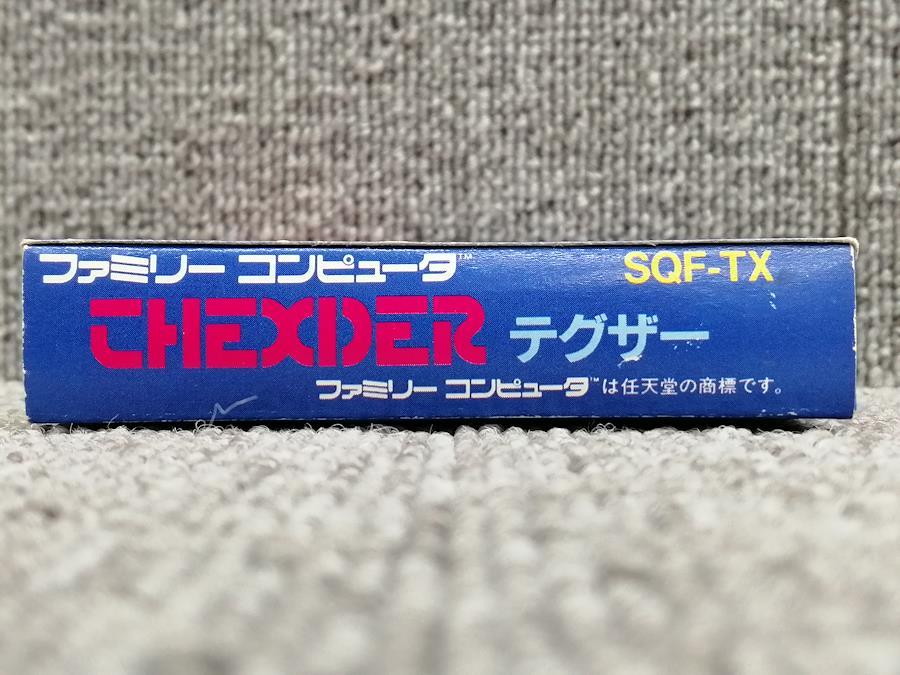 ファミリー コンピュータ™
SQF-TX
THEXDER テグザー
ファミリー コンピュータ™は任天堂の商標です。